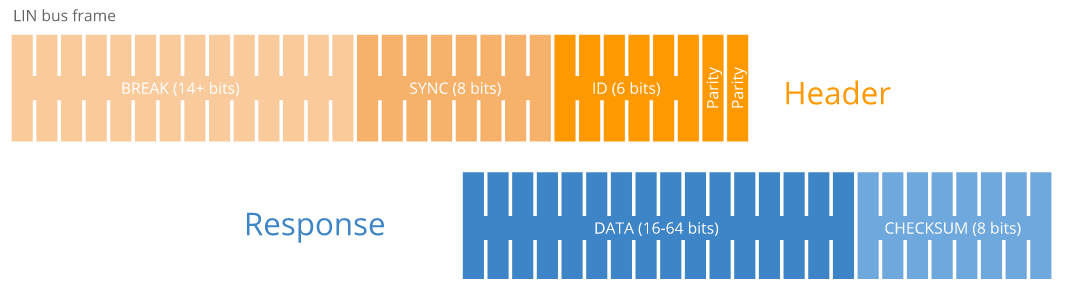 LIN bus frame
BREAK (14+ bits) SYNC (8 bits) ID (6 bits) Parity Parity
Header
Response
DATA (16-64 bits) CHECKSUM (8 bits)